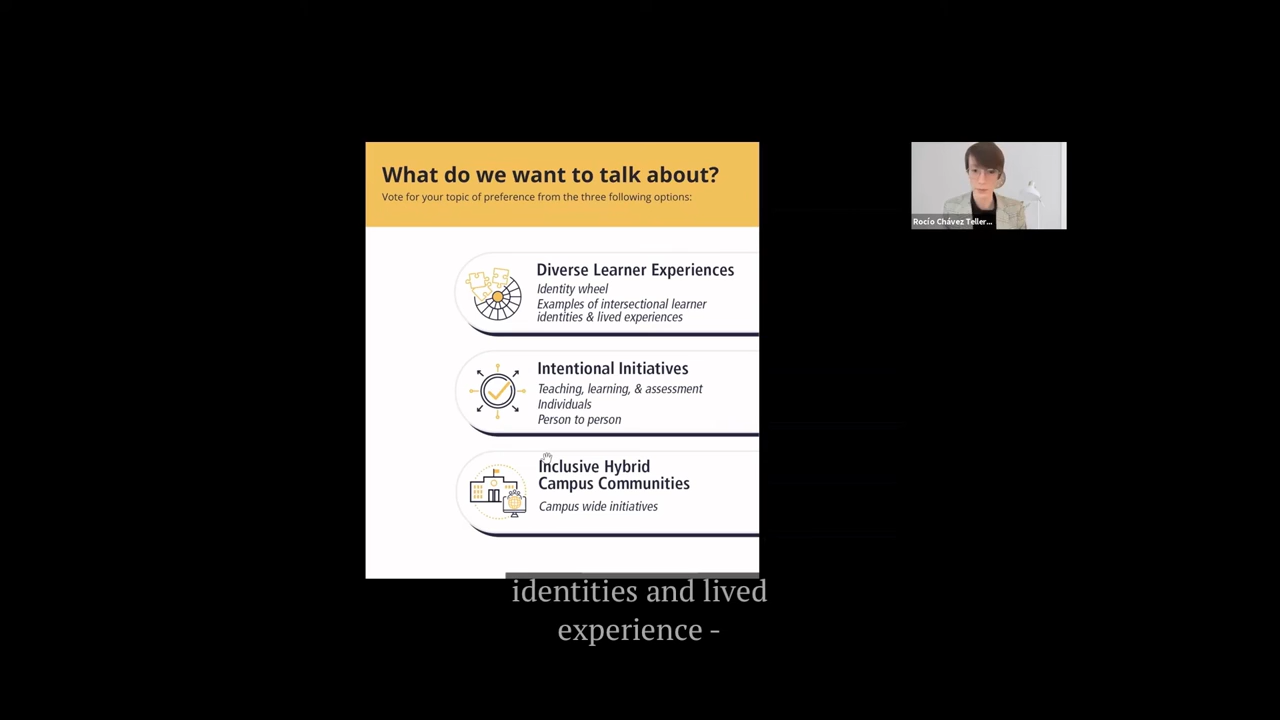 What do we want to talk about?
Vote for your topic of preference from the three following options:
Diverse Learner Experiences
Identity wheel
Examples of intersectional learner
identities & lived experiences
Intentional Initiatives
Teaching, learning, & assessment
Individuals
Person to person
Inclusive Hybrid
Campus Communities
Campus wide initiatives
Rocío Chávez Teller...
identities and lived
experience -